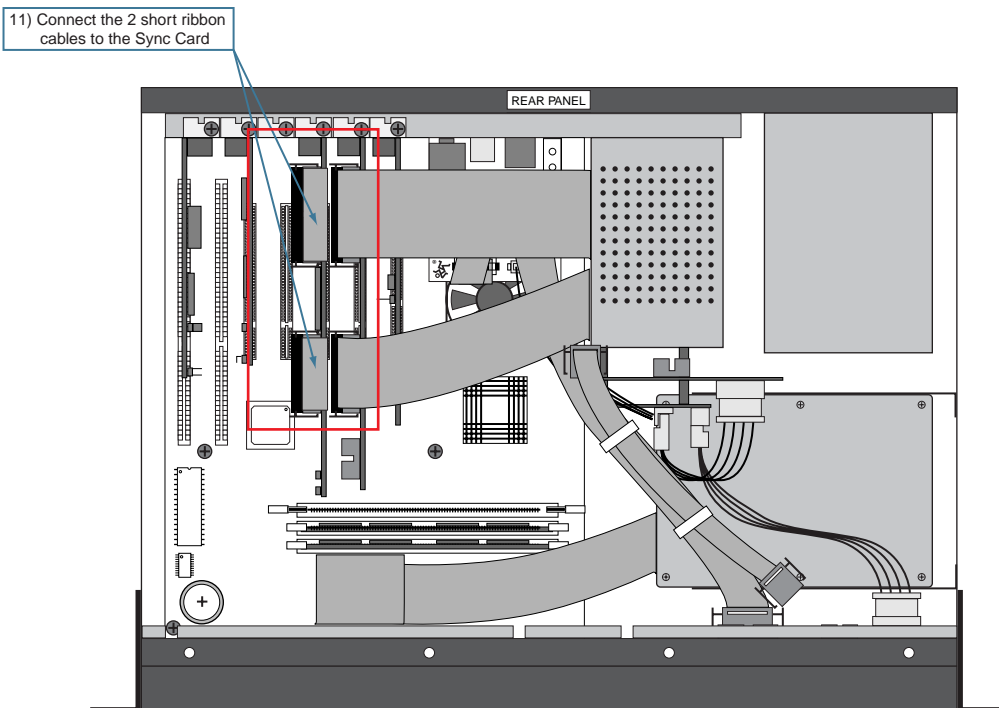 11) Connect the 2 short ribbon
cables to the Sync Card
REAR PANEL